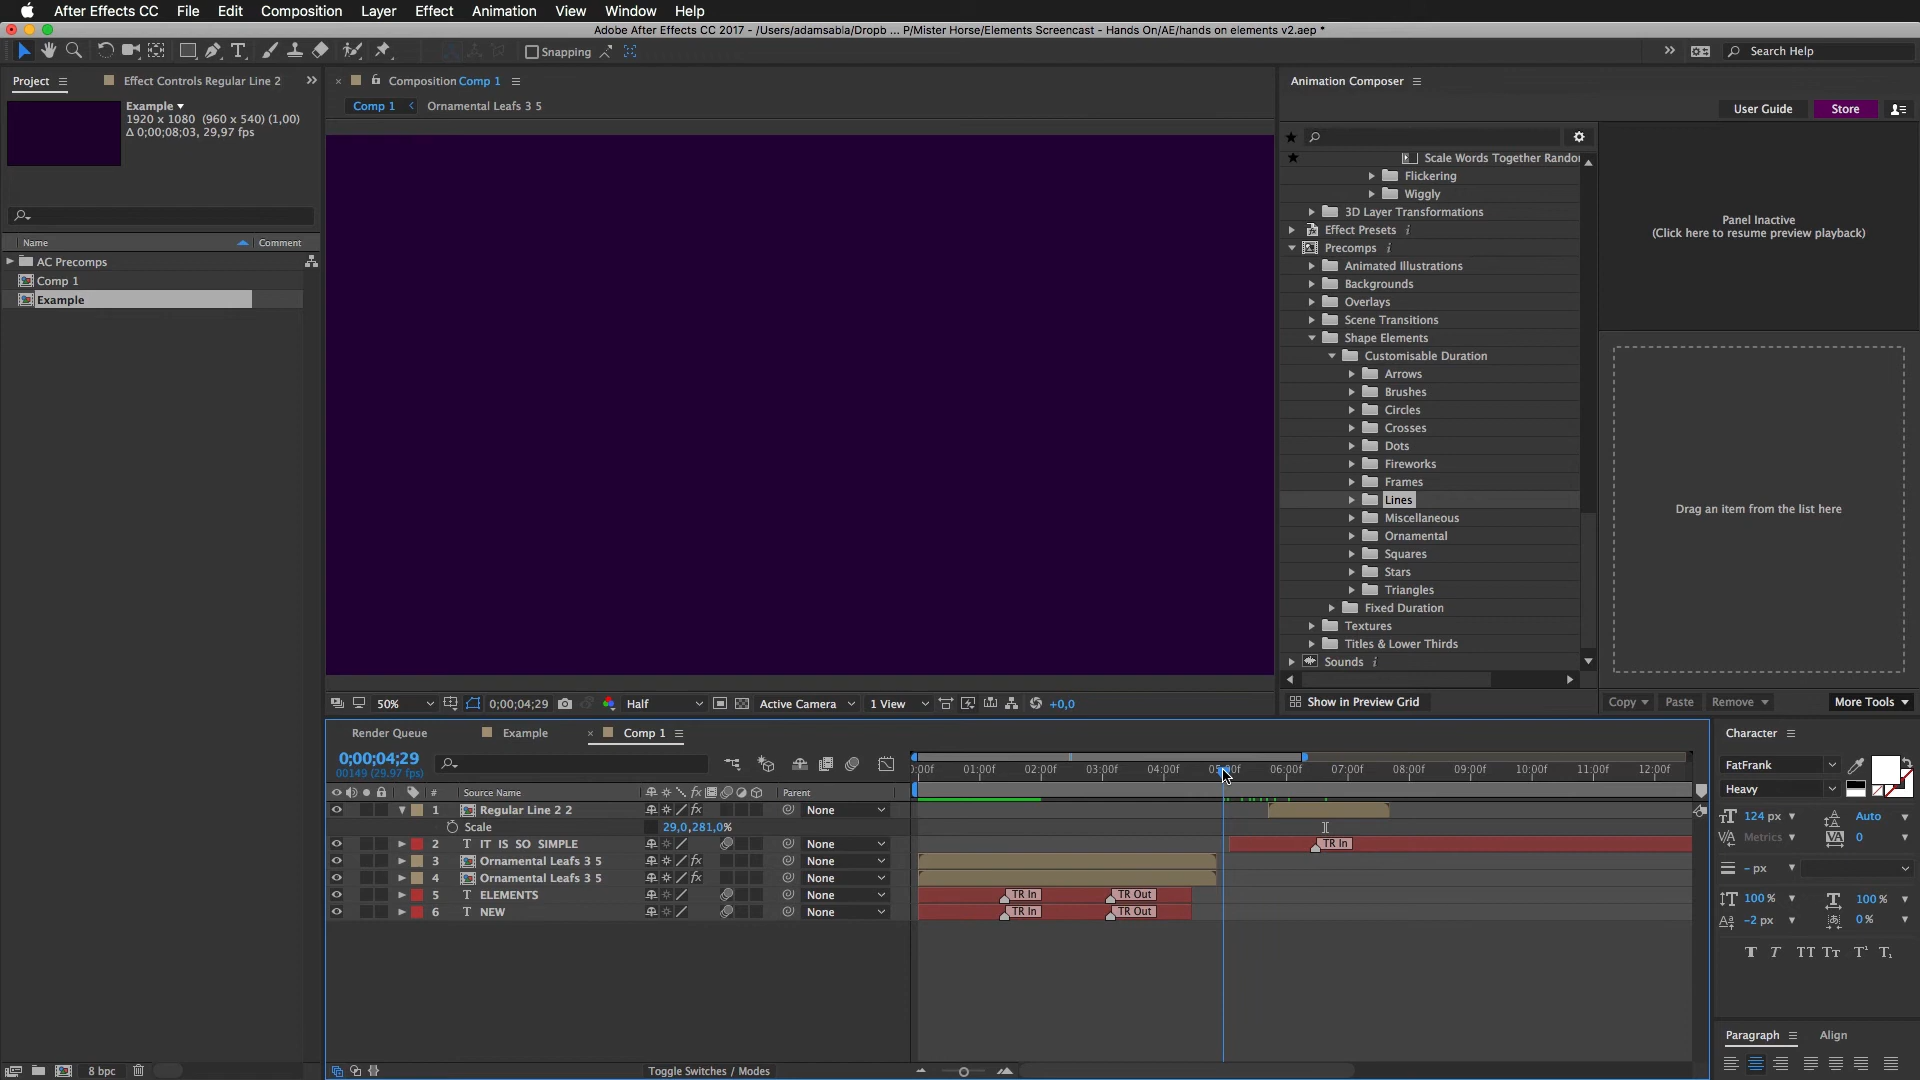 After Effects CC File Edit Composition Layer Effect Animation View Window Help
Adobe After Effects CC 2017 - /Users/adamsabla/Dropb ... P/Mister Horse/Elements Screencast - Hands On/AE/hands on elements v2.aep *
Snapping
Search Help
Project
Effect Controls Regular Line 2
Composition Comp 1
Animation Composer
Example
1920 x 1080 (960 x 540) (1,00)
Δ 0;00;08;03, 29,97 fps
Comp 1
Ornamental Leafs 3 5
User Guide
Store
Name
Comment
AC Precomps
Comp 1
Example
Scale Words Together Rando
Flickering
Wiggly
3D Layer Transformations
Effect Presets i
Precomps i
Animated Illustrations
Backgrounds
Overlays
Scene Transitions
Shape Elements
Customisable Duration
Arrows
Brushes
Circles
Crosses
Dots
Fireworks
Frames
Lines
Miscellaneous
Ornamental
Squares
Stars
Triangles
Fixed Duration
Textures
Titles & Lower Thirds
Sounds i
Panel Inactive
(Click here to resume preview playback)
Drag an item from the list here
50%
0;00;04;29
Half
Active Camera
1 View
+0,0
Show in Preview Grid
Copy
Paste
Remove
More Tools
Render Queue
Example
Comp 1
0;00;04;29
00149 (29.97 fps)
:00f 01:00f 02:00f 03:00f 04:00f 05:00f 06:00f 07:00f 08:00f 09:00f 10:00f 11:00f 12:00f
# Source Name fx Parent
1 Regular Line 2 2 fx None
Scale 29,0,281,0%
2 T IT IS SO SIMPLE None TR In
3 Ornamental Leafs 3 5 fx None
4 Ornamental Leafs 3 5 fx None
5 T ELEMENTS None TR In TR Out
6 T NEW None TR In TR Out
Toggle Switches / Modes
8 bpc
Character
FatFrank
Heavy
124 px
Auto
Metrics
0
- px
100 %
100 %
-2 px
0 %
T T TT Tt T¹ T₁
Paragraph
Align